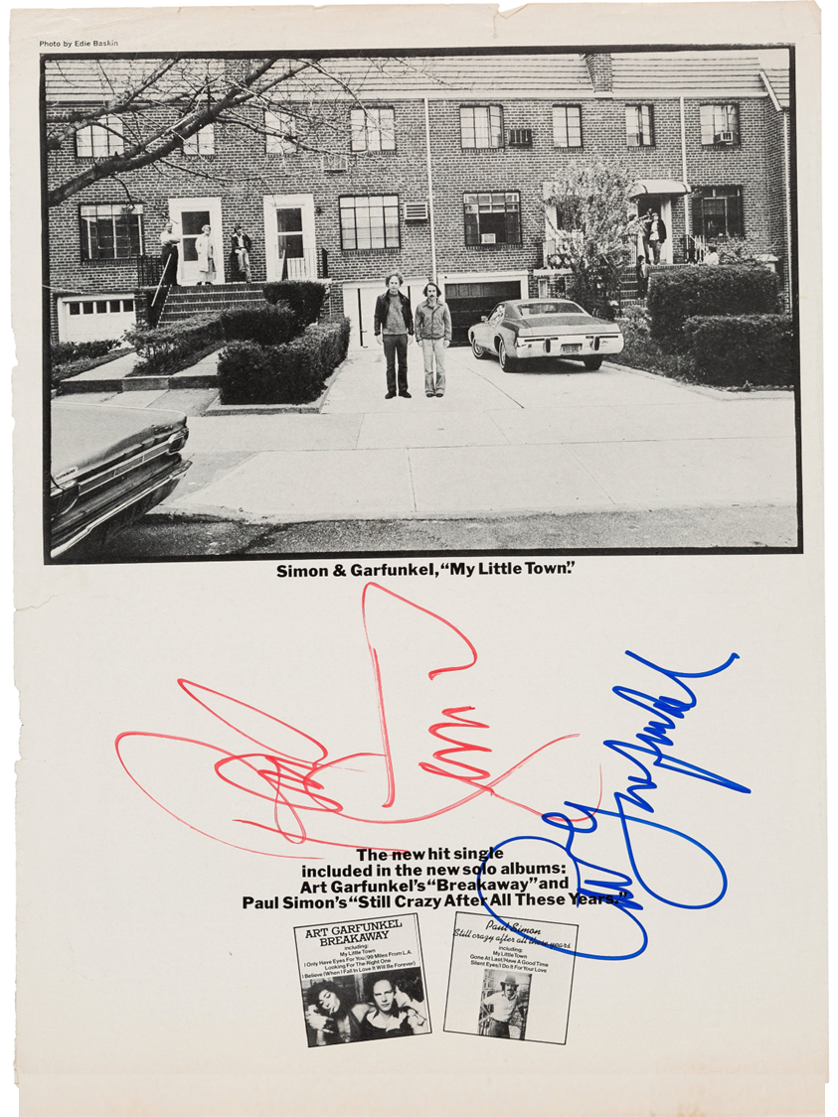 Photo by Edie Baskin
Simon & Garfunkel, “My Little Town.”
The new hit single
included in the new solo albums:
Art Garfunkel's “Breakaway” and
Paul Simon's “Still Crazy After All These Years.”
ART GARFUNKEL
BREAKAWAY
including:
My Little Town
I Only Have Eyes For You/99 Miles From L.A.
Looking For The Right One
I Believe (When I Fall In Love It Will Be Forever)
Paul Simon
Still crazy after all these years
including:
My Little Town
Gone At Last/Have A Good Time
Silent Eyes/I Do It For Your Love
Paul Simon
Art Garfunkel